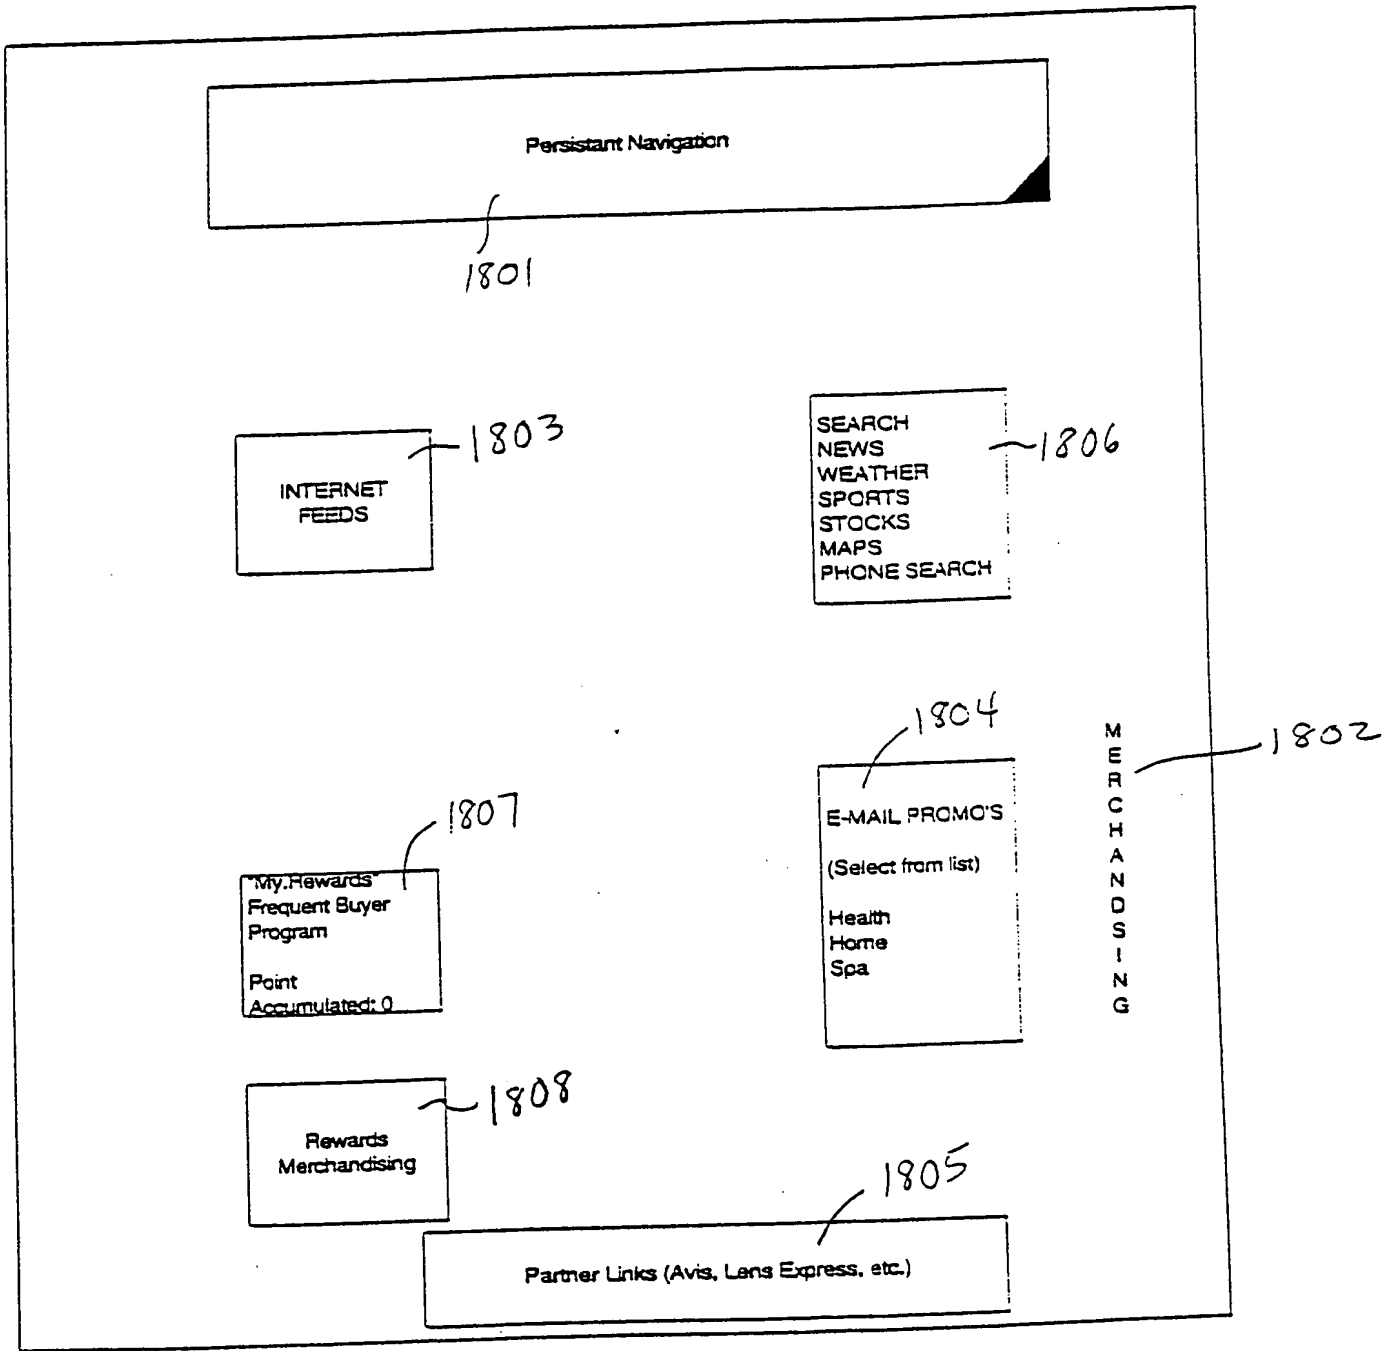 Persistant Navigation
1801
1803
INTERNET
FEEDS
SEARCH
NEWS
WEATHER
SPORTS
STOCKS
MAPS
PHONE SEARCH
1806
1804
E-MAIL PROMO'S
(Select from list)
Health
Home
Spa
MERCHANDSING
1802
1807
"My.Rewards"
Frequent Buyer
Program
Point
Accumulated: 0
1808
Rewards
Merchandising
1805
Partner Links (Avis, Lens Express, etc.)